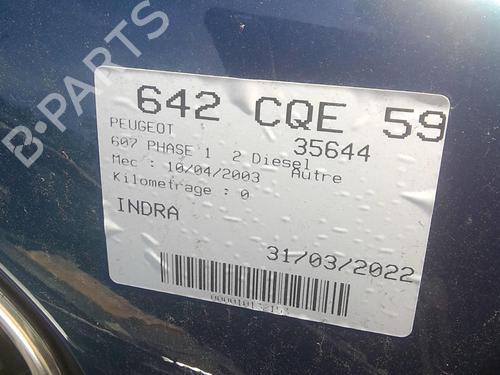 642 CQE 59
PEUGEOT
35644
607 PHASE 1 2 Diesel
Mec : 10/04/2003 Autre
Kilometrage : 0
INDRA
31/03/2022
B-PARTS